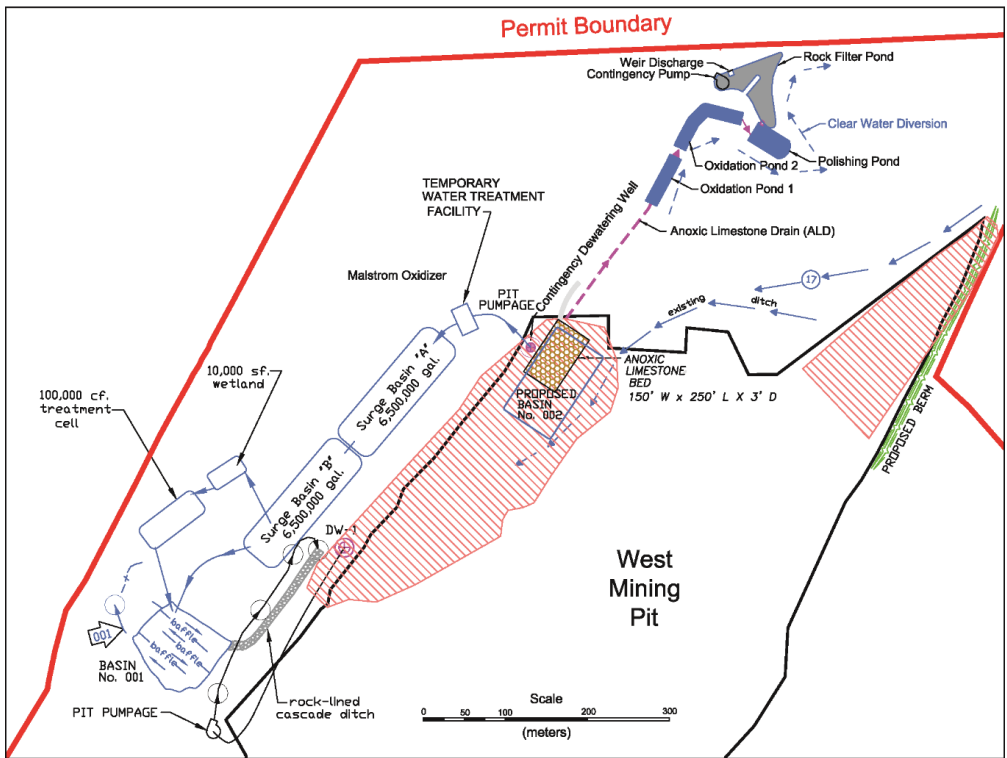 Permit Boundary
Weir Discharge
Contingency Pump
Rock Filter Pond
Clear Water Diversion
Polishing Pond
Oxidation Pond 2
Oxidation Pond 1
TEMPORARY
WATER TREATMENT
FACILITY
Contingency Dewatering Well
Anoxic Limestone Drain (ALD)
Malstrom Oxidizer
PIT
PUMPAGE
17
existing
ditch
ANOXIC
LIMESTONE
BED
150' W x 250' L X 3' D
PROPOSED
BASIN
No. 002
PROPOSED BERM
10,000 sf.
wetland
100,000 cf.
treatment
cell
Surge Basin "A"
6,500,000 gal.
Surge Basin "B"
6,500,000 gal.
DW-1
West
Mining
Pit
001
baffle
baffle
baffle
baffle
BASIN
No. 001
rock-lined
cascade ditch
PIT PUMPAGE
Scale
0 50 100 200 300
(meters)